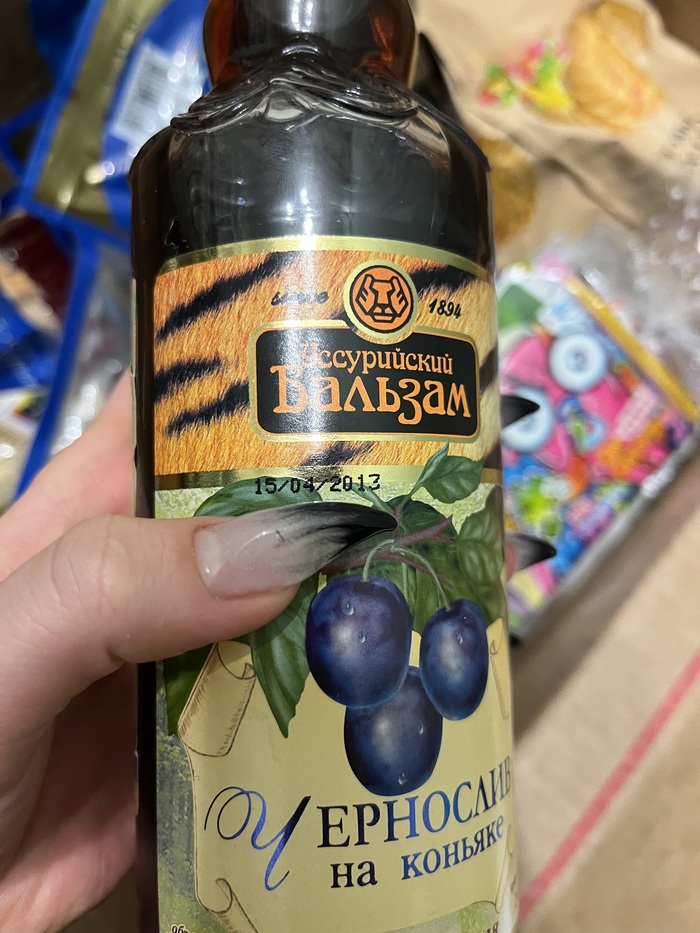 1894
Уссурийский
Бальзам
15/04/2013
Чернослив
на коньяке